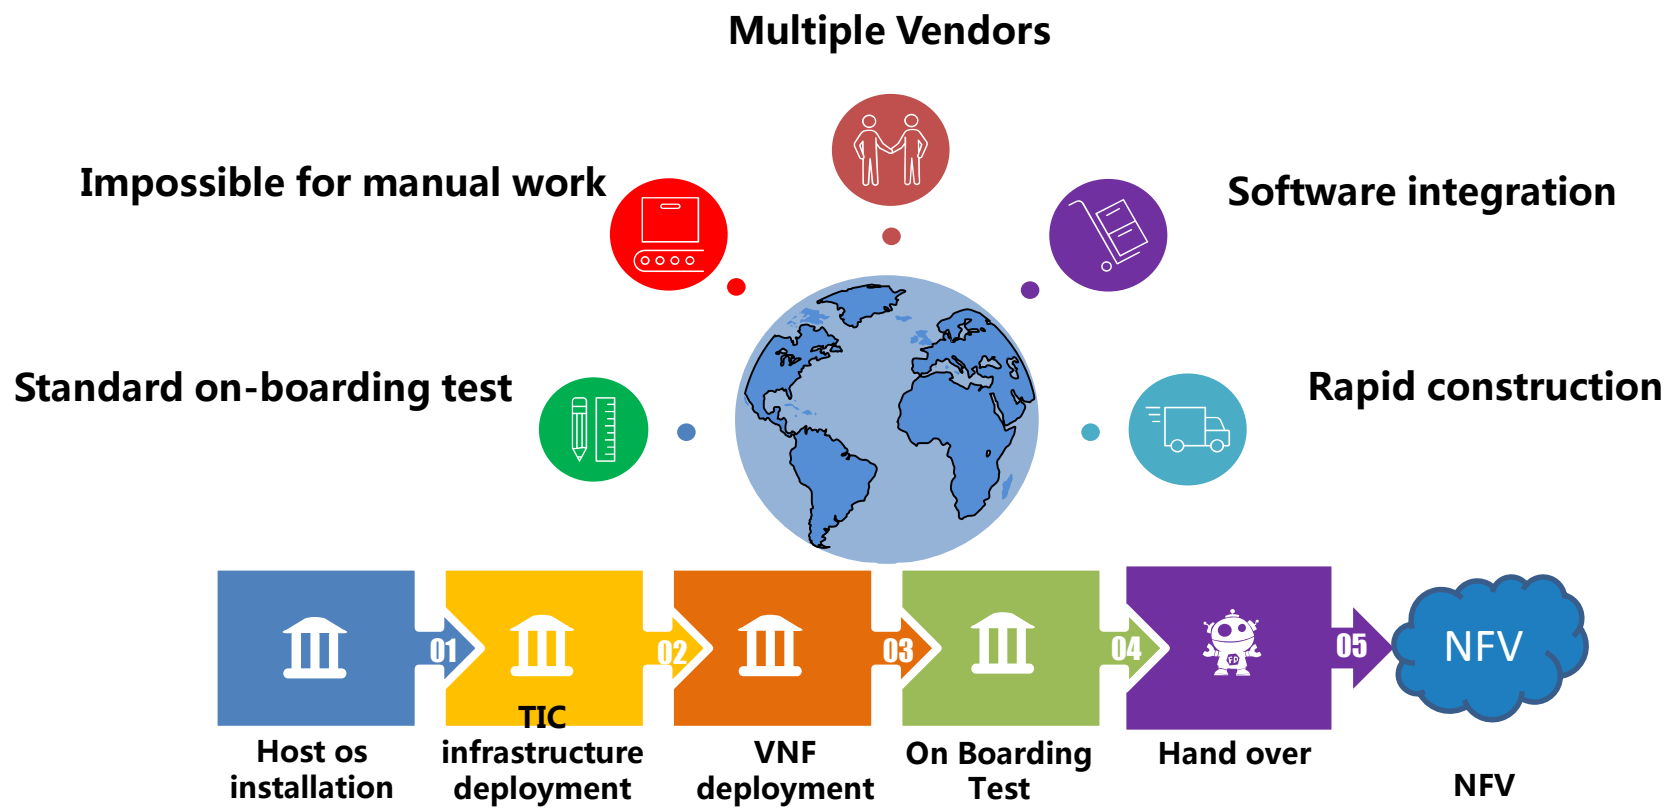 Multiple Vendors
Impossible for manual work
Software integration
Standard on-boarding test
Rapid construction
01
02
03
04
05
NFV
Host os
installation
TIC
infrastructure
deployment
VNF
deployment
On Boarding
Test
Hand over
NFV